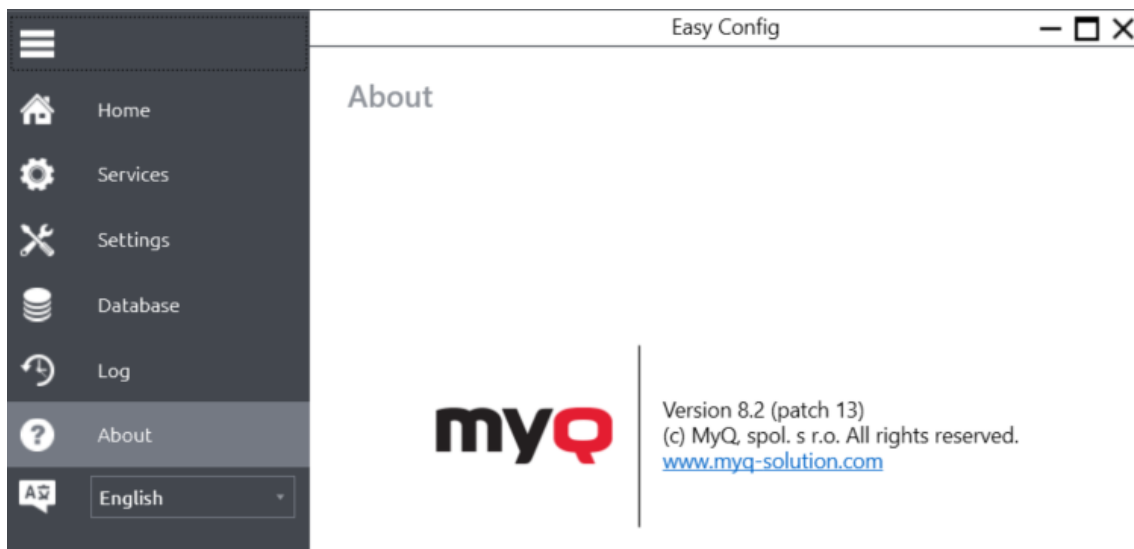 Easy Config
Home
Services
Settings
Database
Log
About
A
English
About
myQ
Version 8.2 (patch 13)
(c) MyQ, spol. s r.o. All rights reserved.
www.myq-solution.com